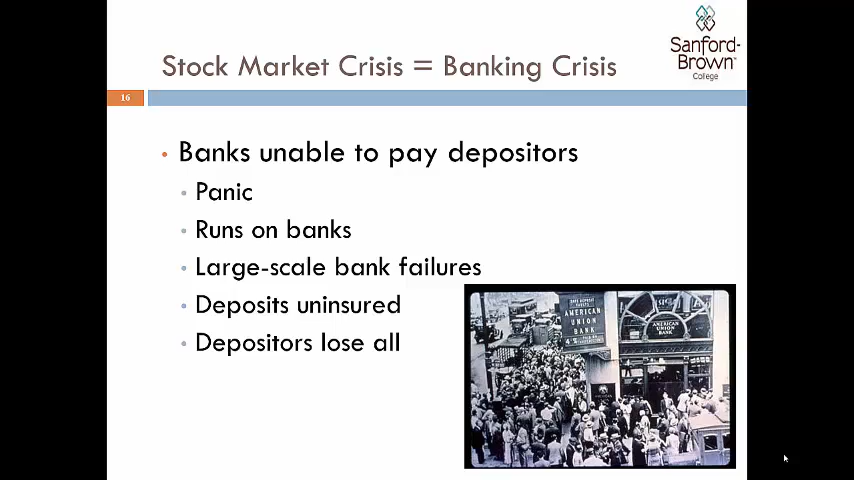 Stock Market Crisis = Banking Crisis
Sanford-
Brown
College
16
• Banks unable to pay depositors
• Panic
• Runs on banks
• Large-scale bank failures
• Deposits uninsured
• Depositors lose all
AMERICAN
UNION
BANK
AMERICAN
UNION
BANK